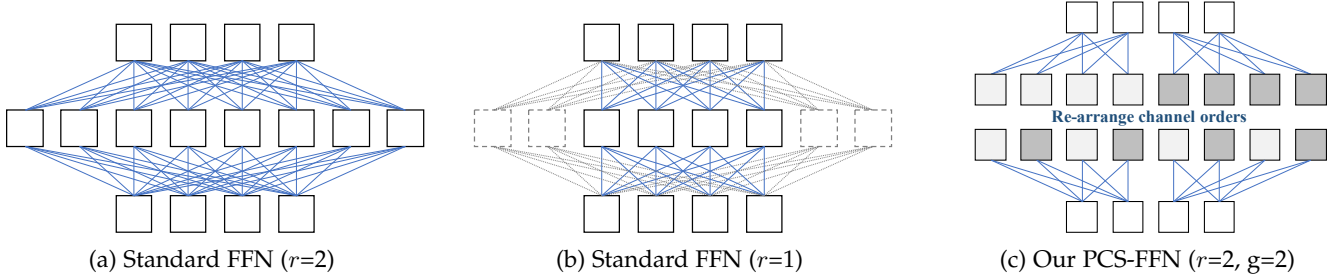 Re-arrange channel orders
(a) Standard FFN (r=2)
(b) Standard FFN (r=1)
(c) Our PCS-FFN (r=2, g=2)